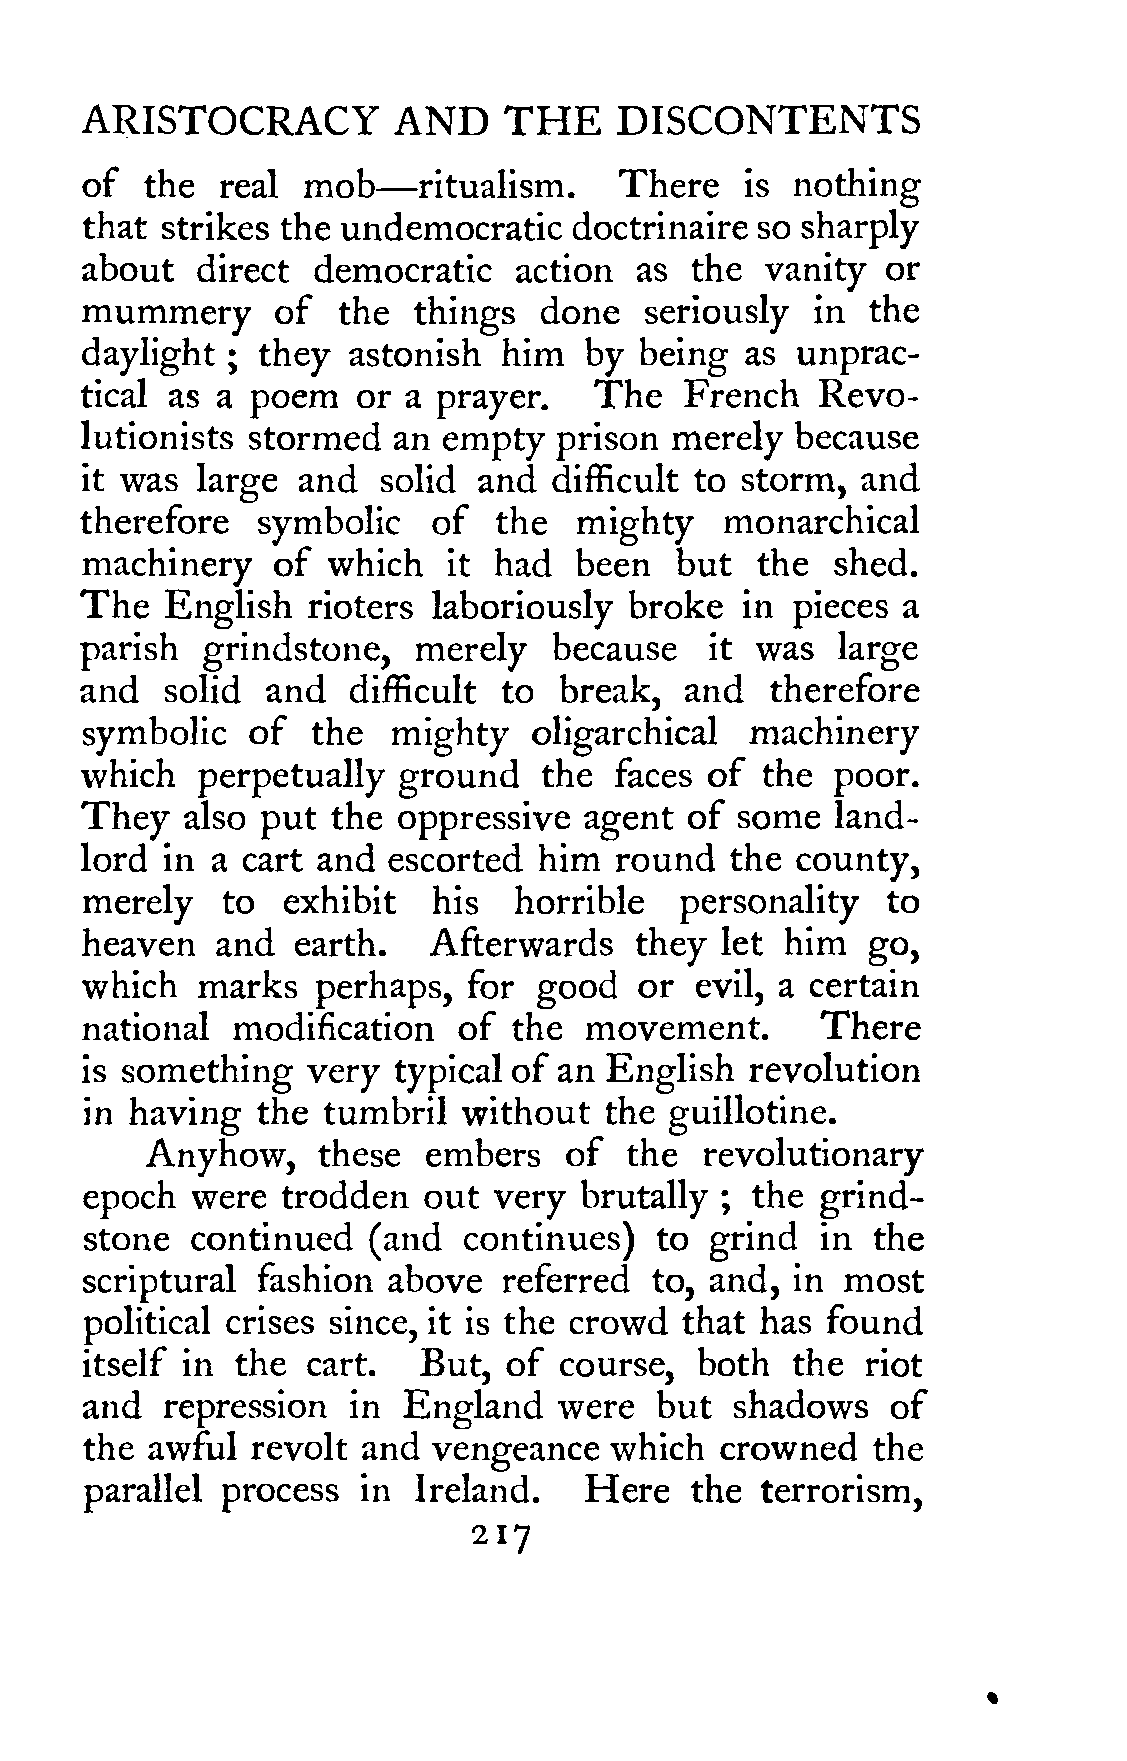 ARISTOCRACY AND THE DISCONTENTS
of the real mob—ritualism. There is nothing
that strikes the undemocratic doctrinaire so sharply
about direct democratic action as the vanity or
mummery of the things done seriously in the
daylight ; they astonish him by being as unprac-
tical as a poem or a prayer. The French Revo-
lutionists stormed an empty prison merely because
it was large and solid and difficult to storm, and
therefore symbolic of the mighty monarchical
machinery of which it had been but the shed.
The English rioters laboriously broke in pieces a
parish grindstone, merely because it was large
and solid and difficult to break, and therefore
symbolic of the mighty oligarchical machinery
which perpetually ground the faces of the poor.
They also put the oppressive agent of some land-
lord in a cart and escorted him round the county,
merely to exhibit his horrible personality to
heaven and earth. Afterwards they let him go,
which marks perhaps, for good or evil, a certain
national modification of the movement. There
is something very typical of an English revolution
in having the tumbril without the guillotine.
Anyhow, these embers of the revolutionary
epoch were trodden out very brutally ; the grind-
stone continued (and continues) to grind in the
scriptural fashion above referred to, and, in most
political crises since, it is the crowd that has found
itself in the cart. But, of course, both the riot
and repression in England were but shadows of
the awful revolt and vengeance which crowned the
parallel process in Ireland. Here the terrorism,
217